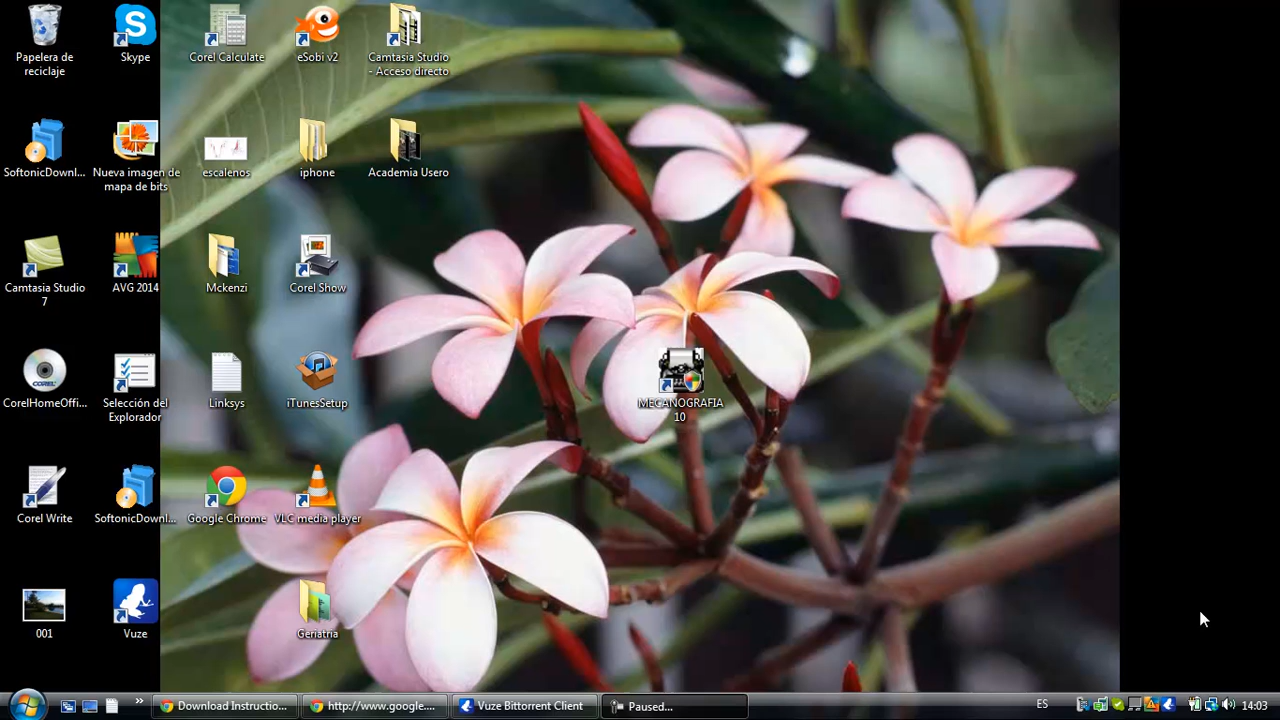 Papelera de
reciclaje
Skype
Corel Calculate
eSobi v2
Camtasia Studio
- Acceso directo
SoftonicDownl...
Nueva imagen de
mapa de bits
escalenos
iphone
Academia Usero
Camtasia Studio
7
AVG 2014
Mckenzi
Corel Show
COREL
CorelHomeOffi...
Selección del
Explorador
Linksys
iTunesSetup
MECANOGRAFIA
10
Corel Write
SoftonicDownl...
Google Chrome
VLC media player
001
Vuze
Geriatria
Download Instructio...
http://www.google....
Vuze Bittorrent Client
Paused...
ES
14:03